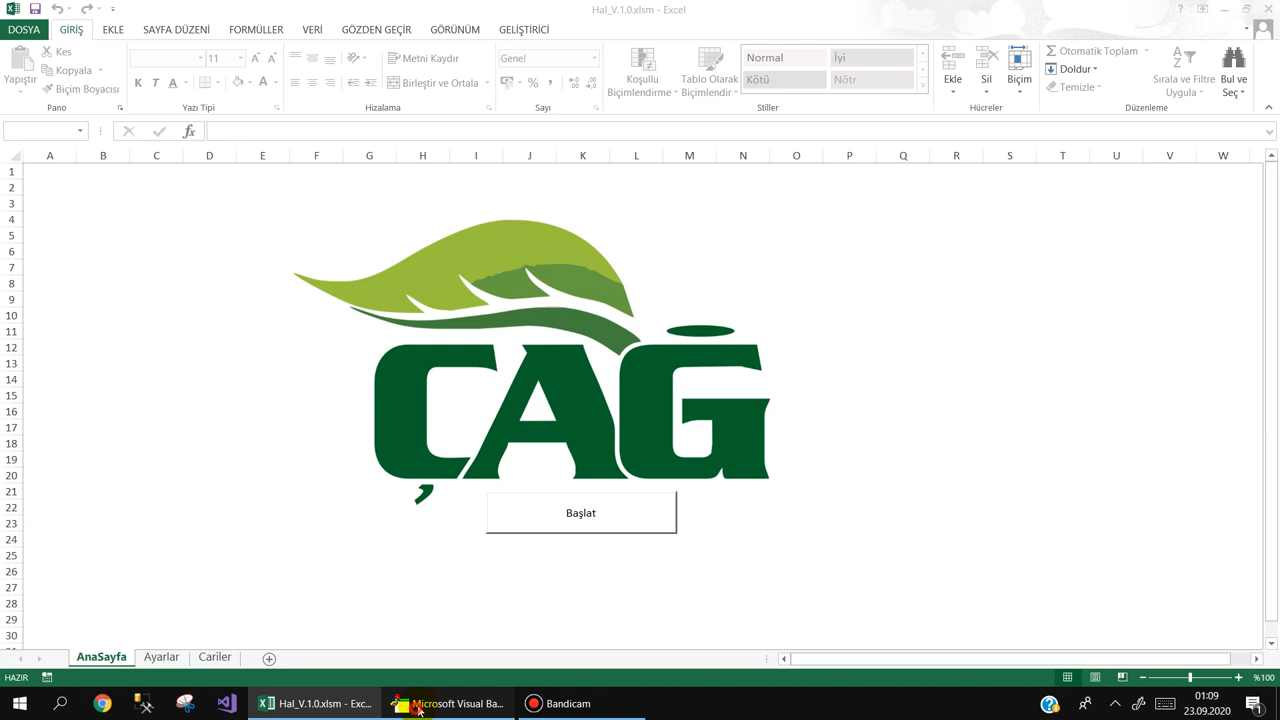 Hal_V.1.0.xlsm - Excel
DOSYA GİRİŞ EKLE SAYFA DÜZENİ FORMÜLLER VERİ GÖZDEN GEÇİR GÖRÜNÜM GELİŞTİRİCİ
Yapıştır
Kes
Kopyala
Biçim Boyacısı
Pano
11
K T A A
Yazı Tipi
Metni Kaydır
Birleştir ve Ortala
Hizalama
Genel
%
Sayı
Koşullu
Biçimlendirme
Tablo Olarak
Biçimlendir
Normal İyi
Kötü Nötr
Stiller
Ekle Sil Biçim
Hücreler
Otomatik Toplam
Doldur
Temizle
Sırala ve Filtre
Uygula
Bul ve
Seç
Düzenleme
fx
A B C D E F G H I J K L M N O P Q R S T U V W
1
2
3
4
5
6
7
8
9
10
11
12
13
14
15
16
17
18
19
20
21
22
23
24
25
26
27
28
29
30
ÇAĞ
Başlat
AnaSayfa Ayarlar Cariler
HAZIR
%100
Hal_V.1.0.xlsm - Exc...
Microsoft Visual Ba...
Bandicam
01:09
23.09.2020